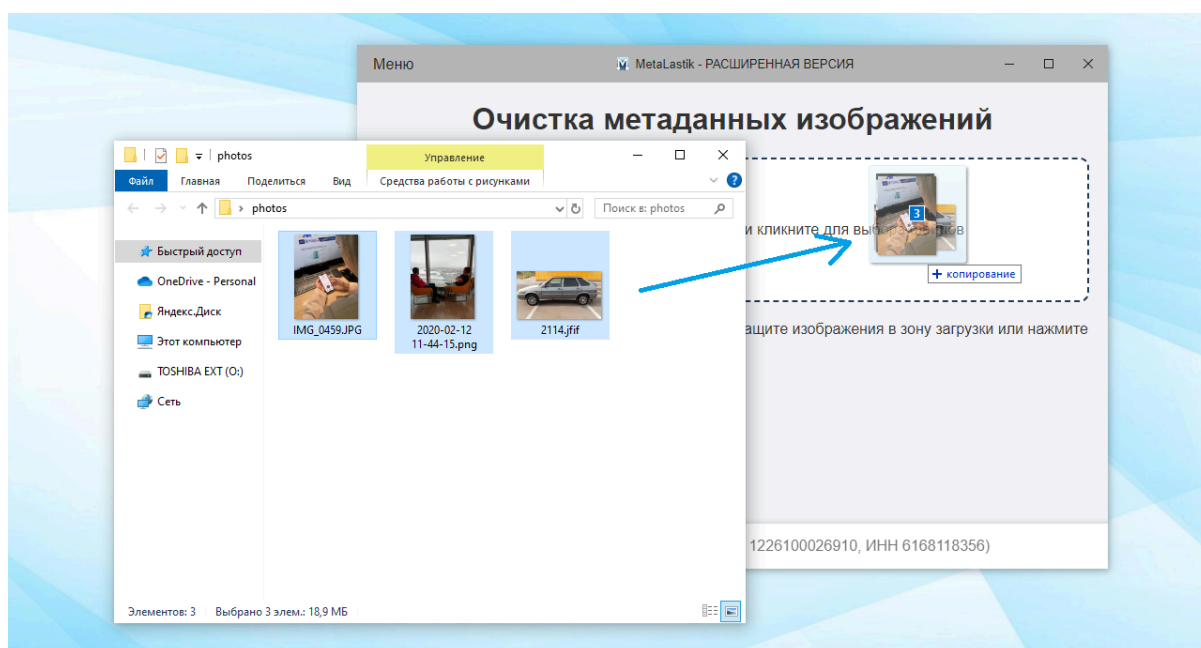 Меню
MetaLastik - РАСШИРЕННАЯ ВЕРСИЯ
Очистка метаданных изображений
photos
Управление
Файл Главная Поделиться Вид Средства работы с рисунками
photos
Поиск в: photos
и кликните для
3
копирование
Быстрый доступ
OneDrive - Personal
Яндекс.Диск
Этот компьютер
TOSHIBA EXT (O:)
Сеть
IMG_0459.JPG
2020-02-12
11-44-15.png
2114.jfif
изображения в зону загрузки или нажмите
1226100026910, ИНН 6168118356)
Элементов: 3 Выбрано 3 элем.: 18,9 МБ